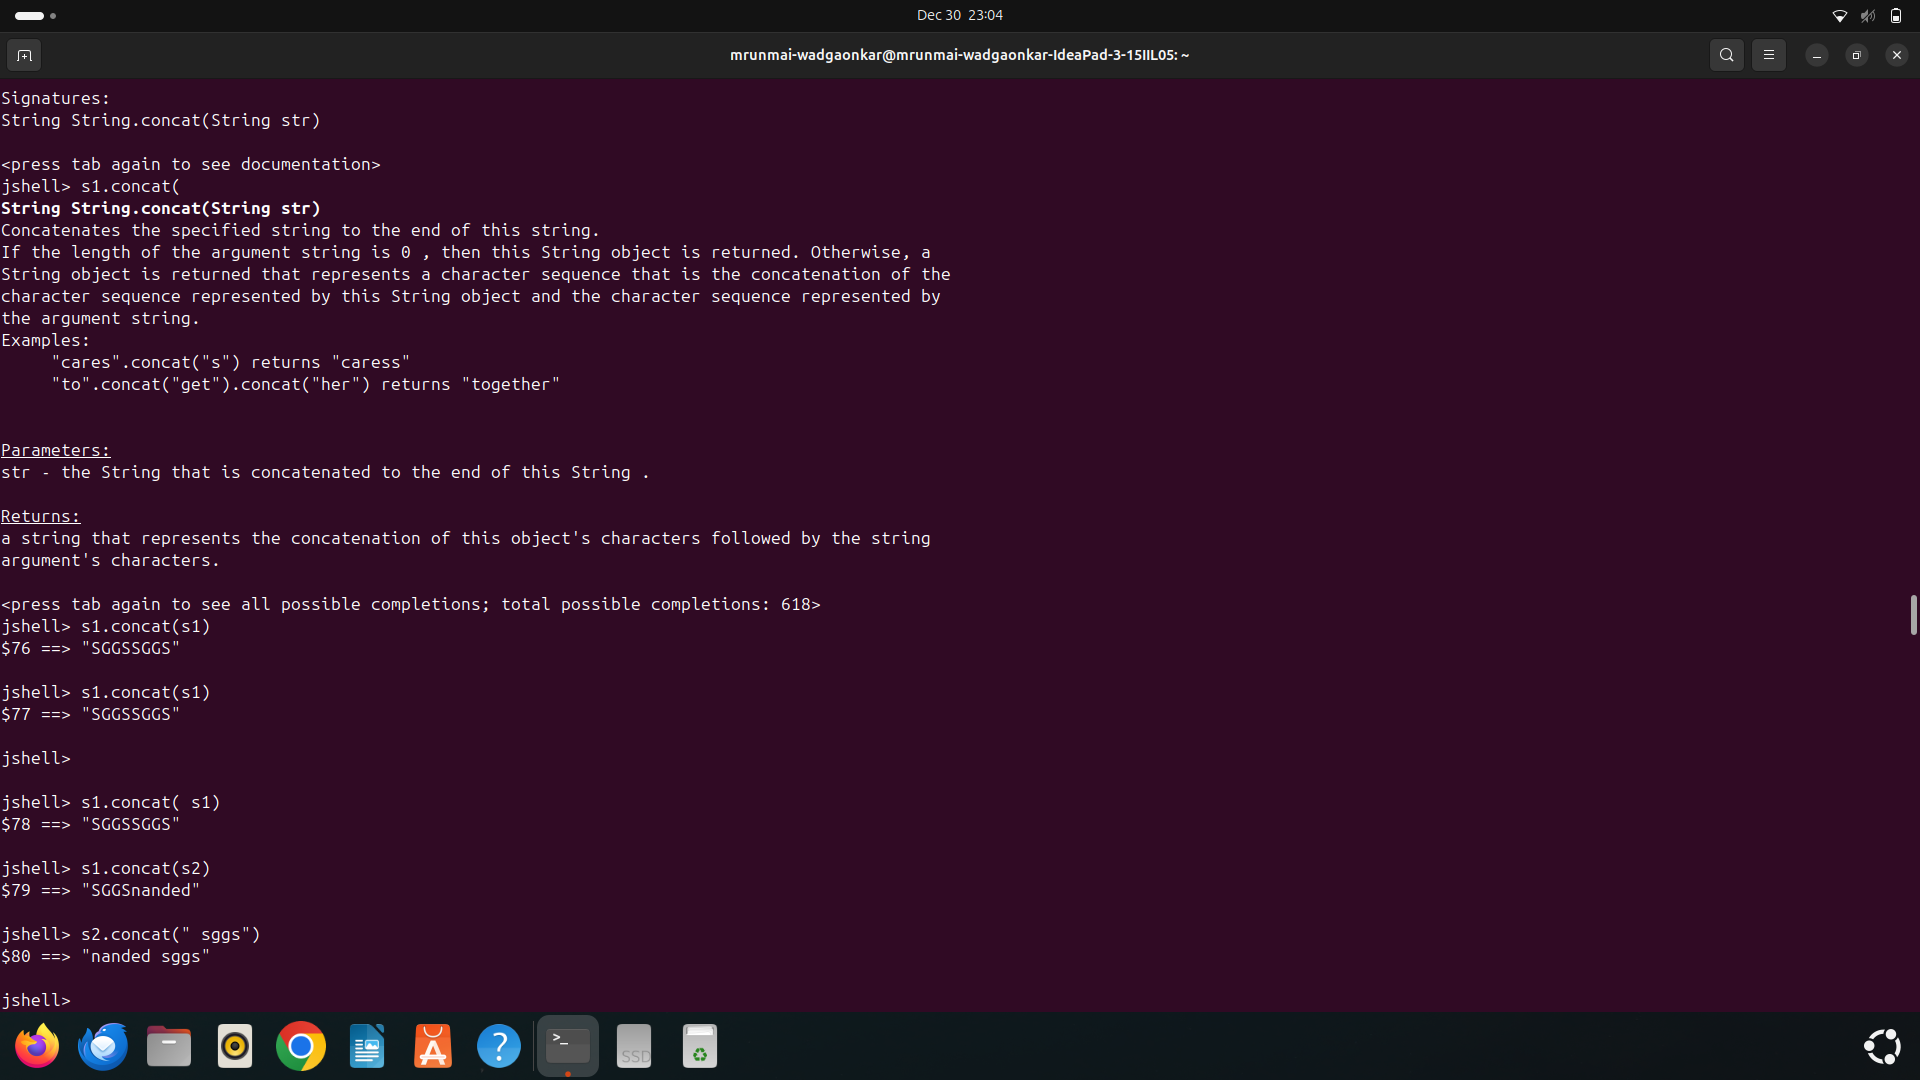 Dec 30 23:04
mrunmai-wadgaonkar@mrunmai-wadgaonkar-IdeaPad-3-15IIL05: ~
Signatures:
String String.concat(String str)
<press tab again to see documentation>
jshell> s1.concat(
String String.concat(String str)
Concatenates the specified string to the end of this string.
If the length of the argument string is 0 , then this String object is returned. Otherwise, a
String object is returned that represents a character sequence that is the concatenation of the
character sequence represented by this String object and the character sequence represented by
the argument string.
Examples:
"cares".concat("s") returns "caress"
"to".concat("get").concat("her") returns "together"
Parameters:
str - the String that is concatenated to the end of this String .
Returns:
a string that represents the concatenation of this object's characters followed by the string
argument's characters.
<press tab again to see all possible completions; total possible completions: 618>
jshell> s1.concat(s1)
$76 ==> "SGGSSGGS"
jshell> s1.concat(s1)
$77 ==> "SGGSSGGS"
jshell>
jshell> s1.concat( s1)
$78 ==> "SGGSSGGS"
jshell> s1.concat(s2)
$79 ==> "SGGSnanded"
jshell> s2.concat(" sggs")
$80 ==> "nanded sggs"
jshell>
SSD